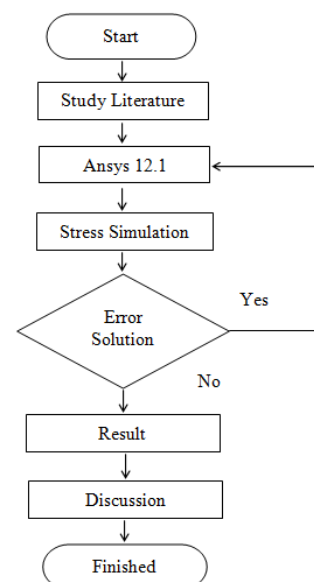 Start
Study Literature
Ansys 12.1
Stress Simulation
Error
Solution
Yes
No
Result
Discussion
Finished